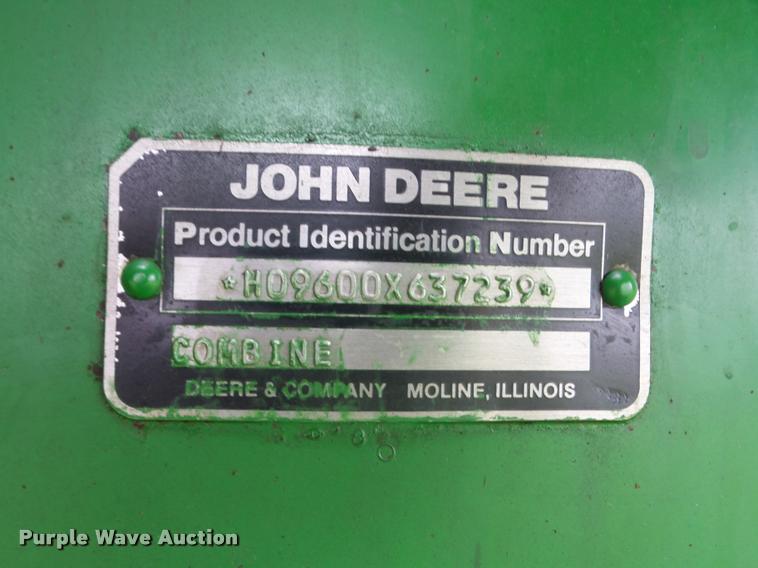 JOHN DEERE
Product Identification Number
*H09600X637239*
COMBINE
DEERE & COMPANY MOLINE, ILLINOIS
Purple Wave Auction